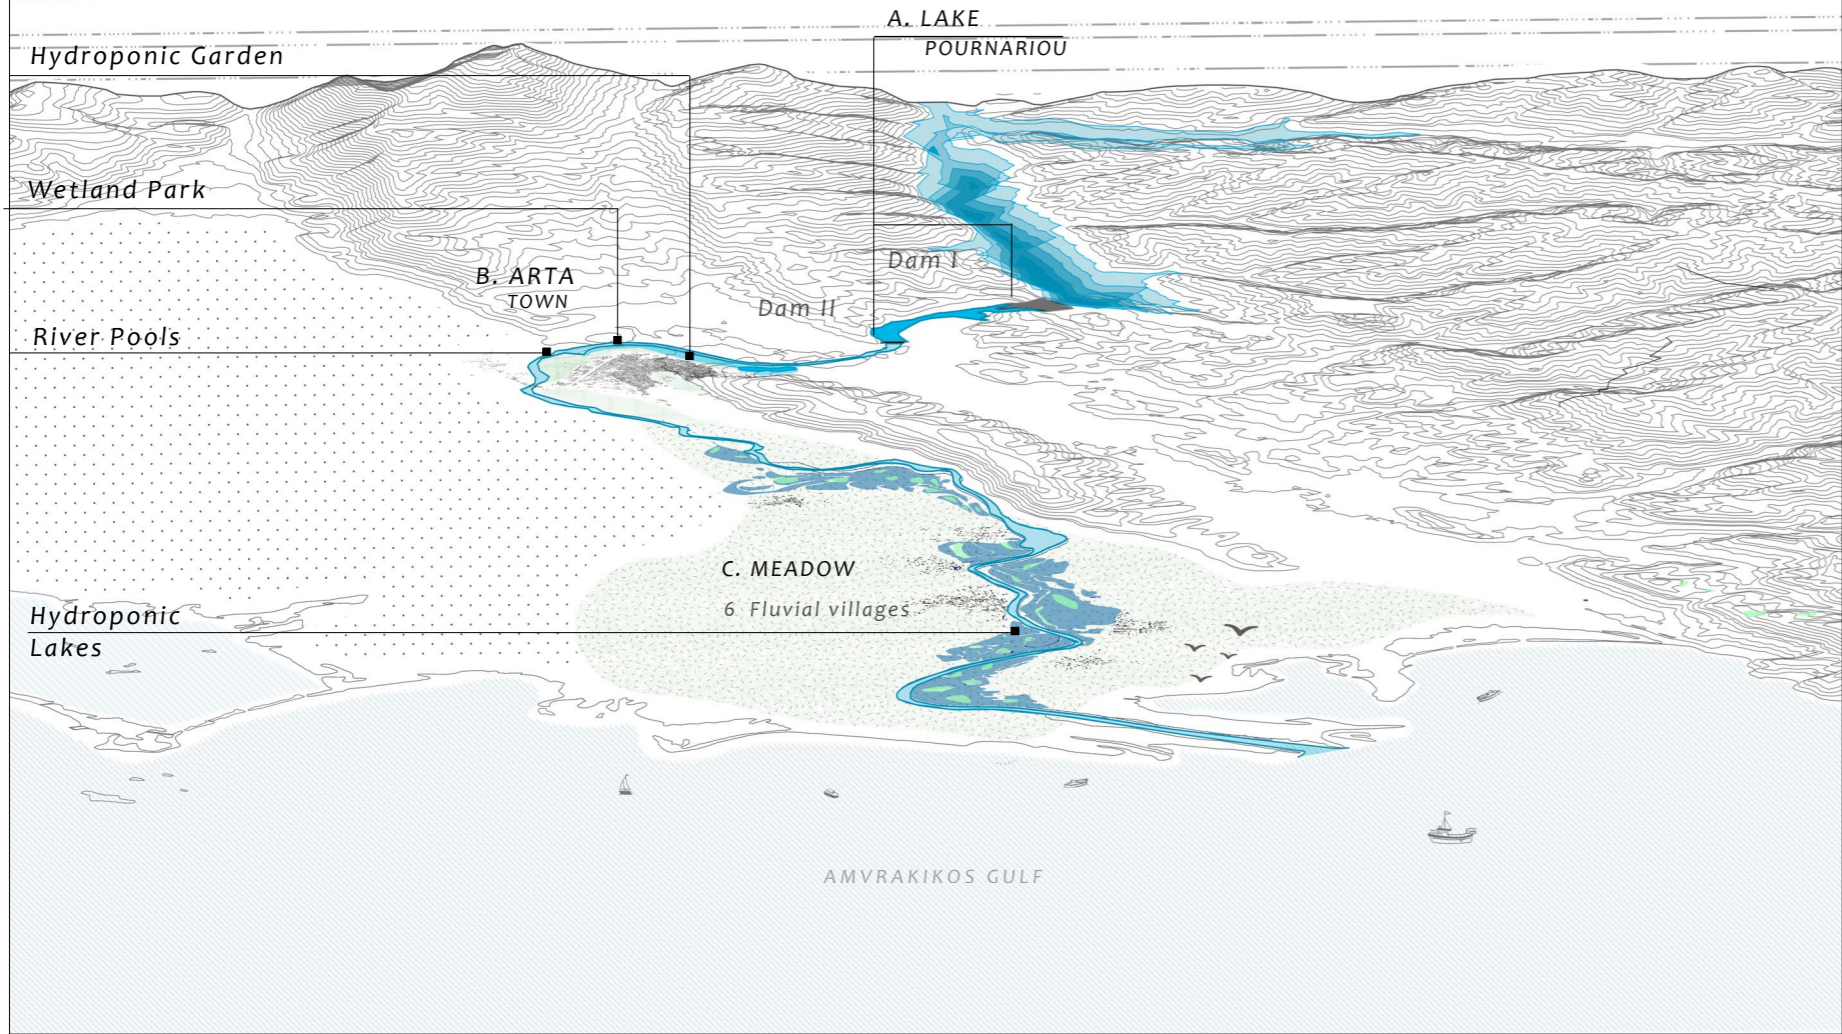 A. LAKE
POURNARIOU
Hydroponic Garden
Wetland Park
Dam I
B. ARTA
TOWN
Dam II
River Pools
C. MEADOW
6 Fluvial villages
Hydroponic
Lakes
AMVRAKIKOS GULF